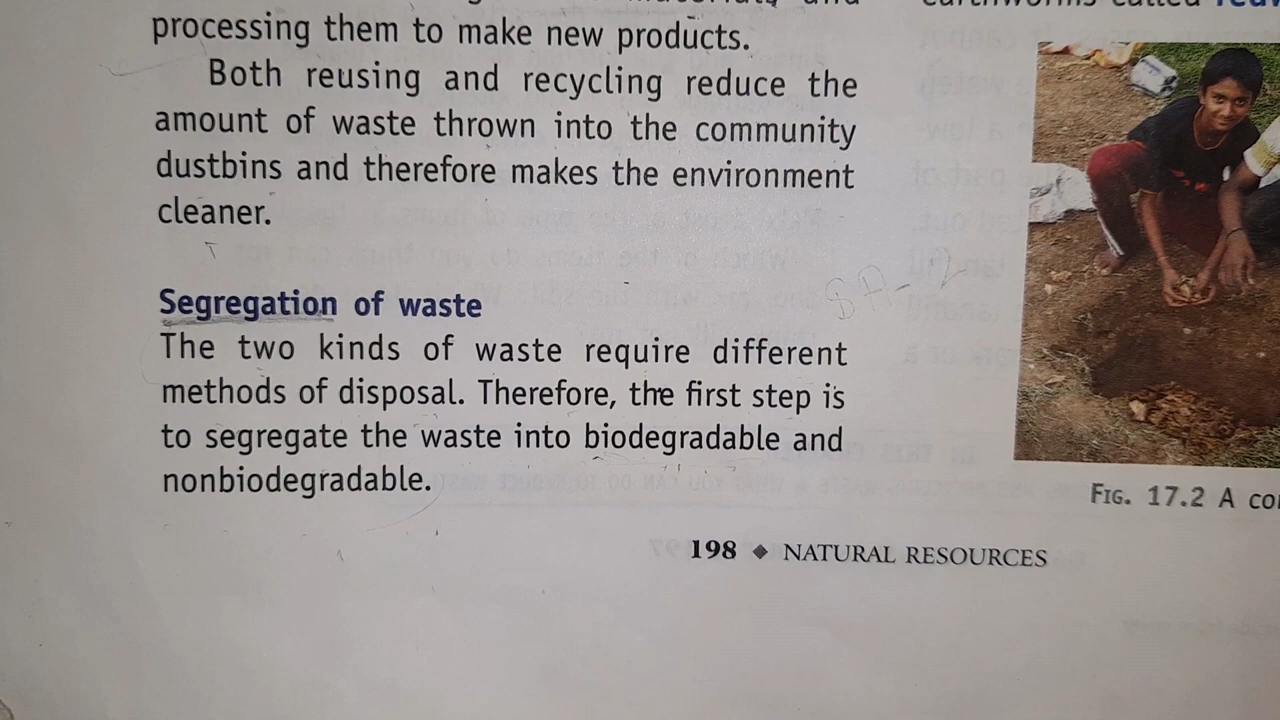 processing them to make new products.
Both reusing and recycling reduce the
amount of waste thrown into the community
dustbins and therefore makes the environment
cleaner.
Segregation of waste
The two kinds of waste require different
methods of disposal. Therefore, the first step is
to segregate the waste into biodegradable and
nonbiodegradable.
called
FIG. 17.2 A
198 ◆ NATURAL RESOURCES